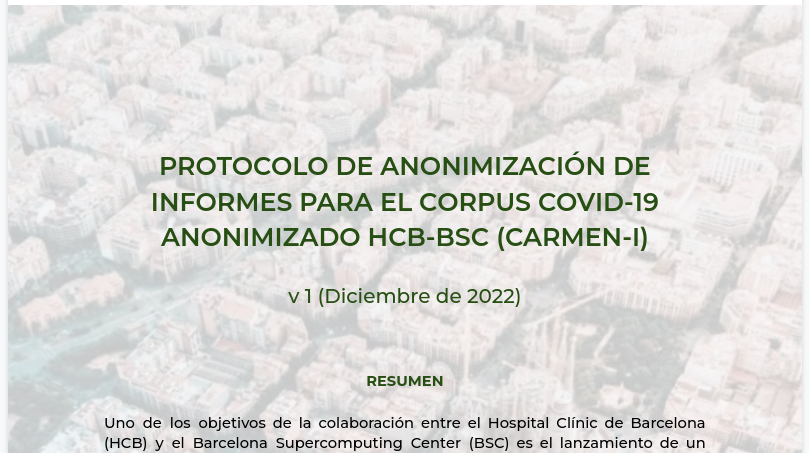 PROTOCOLO DE ANONIMIZACIÓN DE
INFORMES PARA EL CORPUS COVID-19
ANONIMIZADO HCB-BSC (CARMEN-I)
v 1 (Diciembre de 2022)
RESUMEN
Uno de los objetivos de la colaboración entre el Hospital Clínic de Barcelona
(HCB) y el Barcelona Supercomputing Center (BSC) es el lanzamiento de un